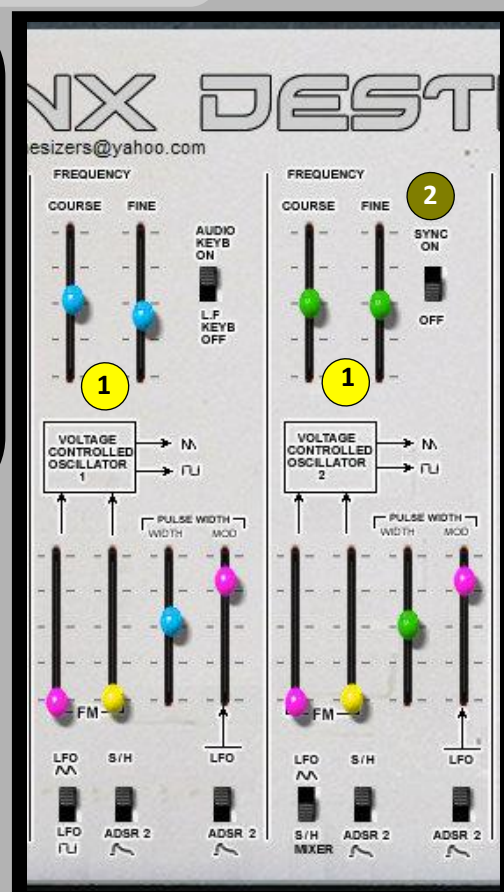 NX DEST
esizers@yahoo.com
FREQUENCY
COURSE FINE
AUDIO
KEYB
ON
L.F
KEYB
OFF
1
VOLTAGE
CONTROLLED
OSCILLATOR
1
PULSE WIDTH
WIDTH MOD
FM
LFO S/H LFO
LFO ADSR 2 ADSR 2
FREQUENCY
COURSE FINE
2
SYNC
ON
OFF
1
VOLTAGE
CONTROLLED
OSCILLATOR
2
PULSE WIDTH
WIDTH MOD
FM
LFO S/H LFO
S/H ADSR 2 ADSR 2
MIXER